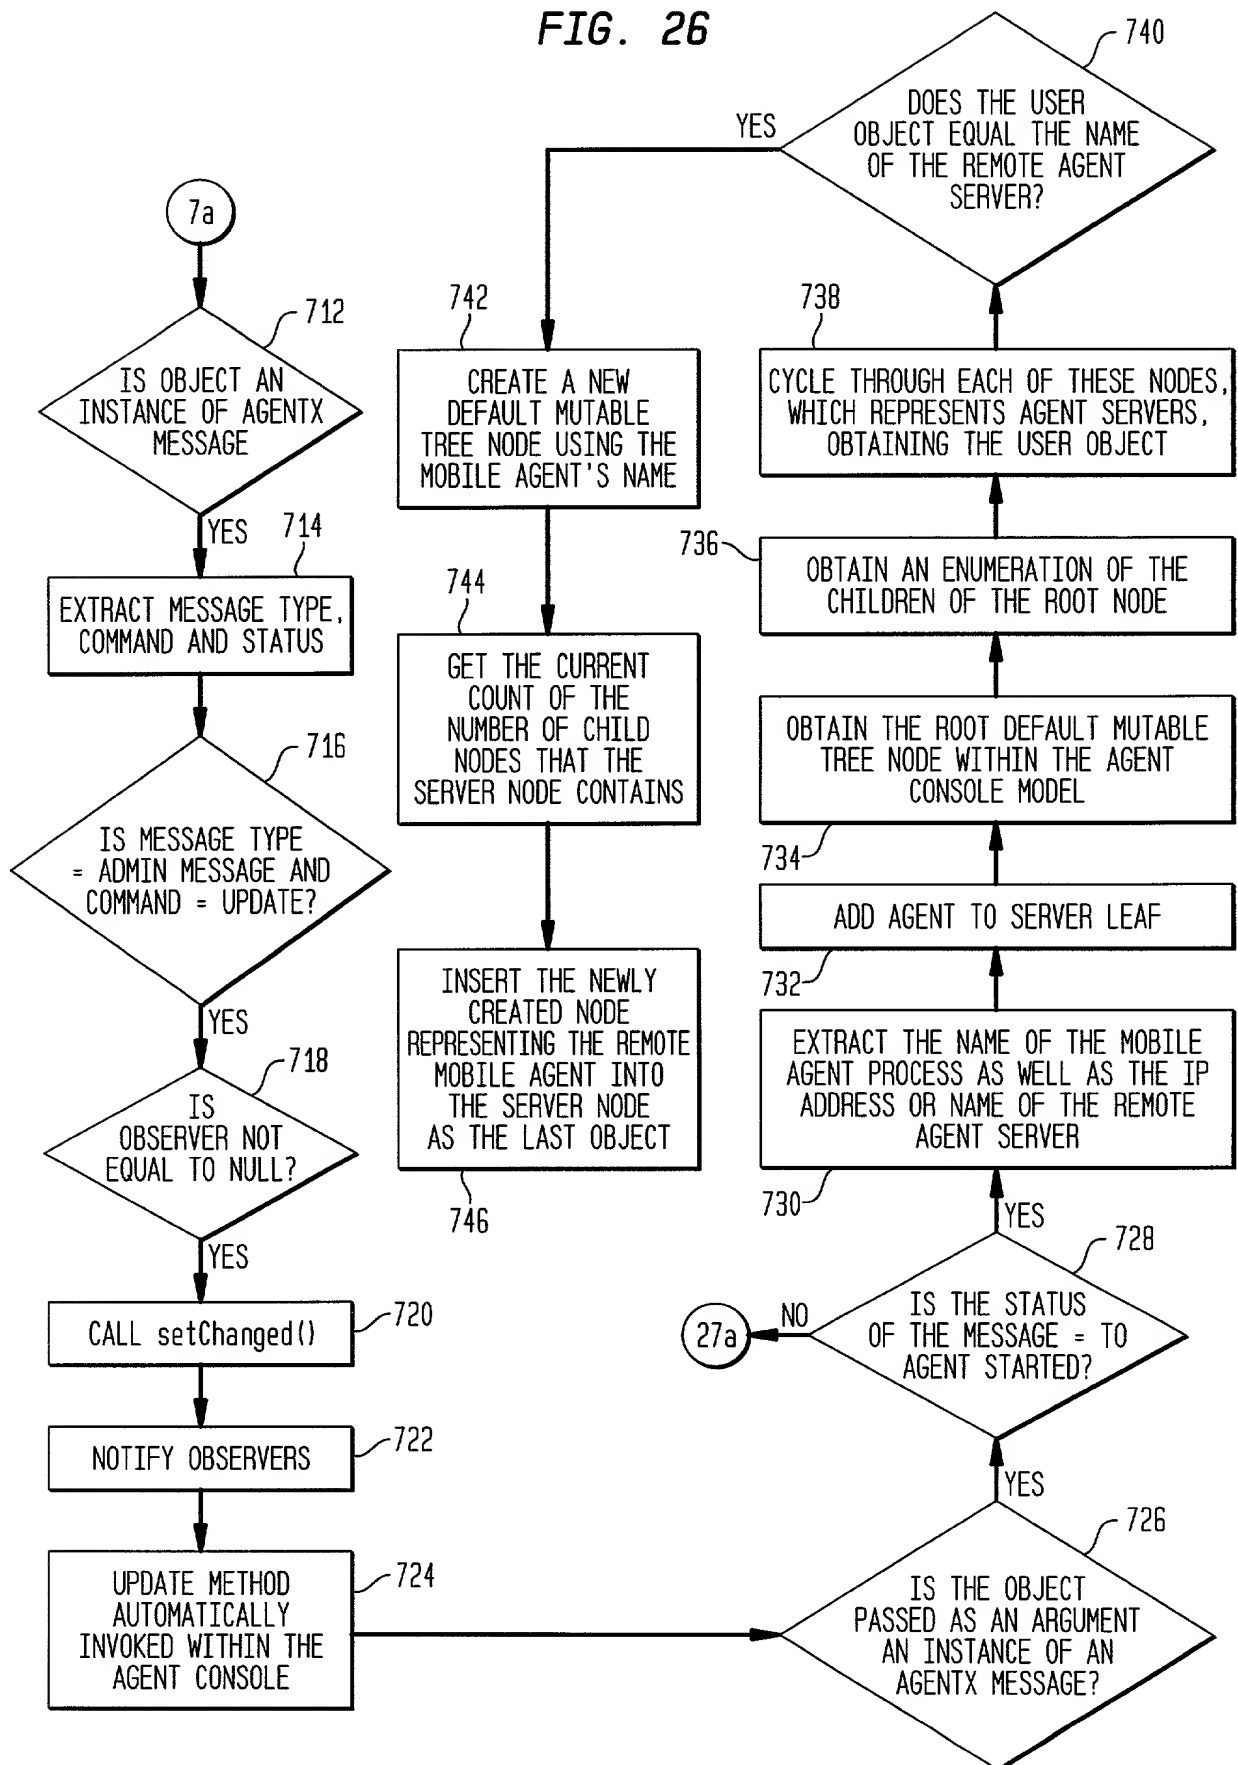 FIG. 26
7a
712
IS OBJECT AN
INSTANCE OF AGENTX
MESSAGE
YES
714
EXTRACT MESSAGE TYPE,
COMMAND AND STATUS
716
IS MESSAGE TYPE
= ADMIN MESSAGE AND
COMMAND = UPDATE?
YES
718
IS
OBSERVER NOT
EQUAL TO NULL?
YES
CALL setChanged()
720
NOTIFY OBSERVERS
722
UPDATE METHOD
AUTOMATICALLY
INVOKED WITHIN THE
AGENT CONSOLE
724
726
IS THE OBJECT
PASSED AS AN ARGUMENT
AN INSTANCE OF AN
AGENTX MESSAGE?
YES
728
IS THE STATUS
OF THE MESSAGE = TO
AGENT STARTED?
NO
27a
YES
730
EXTRACT THE NAME OF THE MOBILE
AGENT PROCESS AS WELL AS THE IP
ADDRESS OR NAME OF THE REMOTE
AGENT SERVER
732
ADD AGENT TO SERVER LEAF
734
OBTAIN THE ROOT DEFAULT MUTABLE
TREE NODE WITHIN THE AGENT
CONSOLE MODEL
736
OBTAIN AN ENUMERATION OF THE
CHILDREN OF THE ROOT NODE
738
CYCLE THROUGH EACH OF THESE NODES,
WHICH REPRESENTS AGENT SERVERS,
OBTAINING THE USER OBJECT
740
DOES THE USER
OBJECT EQUAL THE NAME
OF THE REMOTE AGENT
SERVER?
YES
742
CREATE A NEW
DEFAULT MUTABLE
TREE NODE USING THE
MOBILE AGENT'S NAME
744
GET THE CURRENT
COUNT OF THE
NUMBER OF CHILD
NODES THAT THE
SERVER NODE CONTAINS
INSERT THE NEWLY
CREATED NODE
REPRESENTING THE REMOTE
MOBILE AGENT INTO
THE SERVER NODE
AS THE LAST OBJECT
746